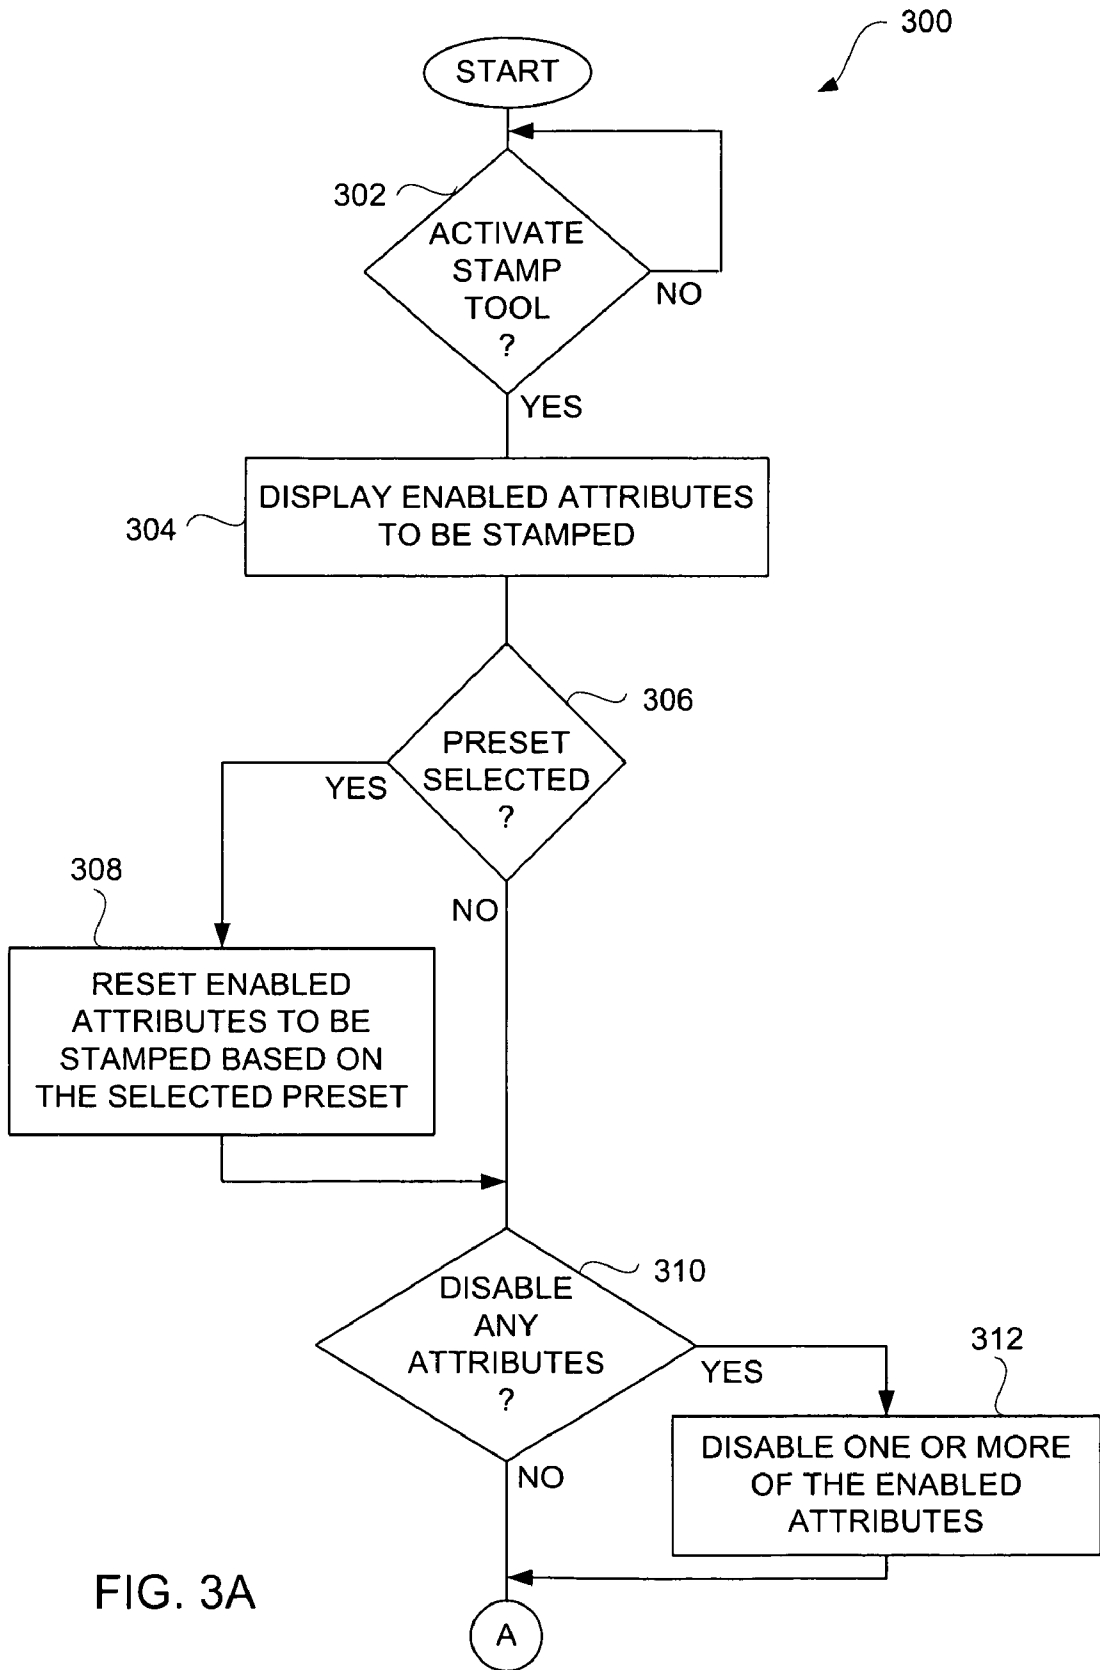 300
START
302
ACTIVATE
STAMP
TOOL
?
NO
YES
304
DISPLAY ENABLED ATTRIBUTES
TO BE STAMPED
306
PRESET
SELECTED
?
YES
NO
308
RESET ENABLED
ATTRIBUTES TO BE
STAMPED BASED ON
THE SELECTED PRESET
310
DISABLE
ANY
ATTRIBUTES
?
YES
NO
312
DISABLE ONE OR MORE
OF THE ENABLED
ATTRIBUTES
FIG. 3A
A